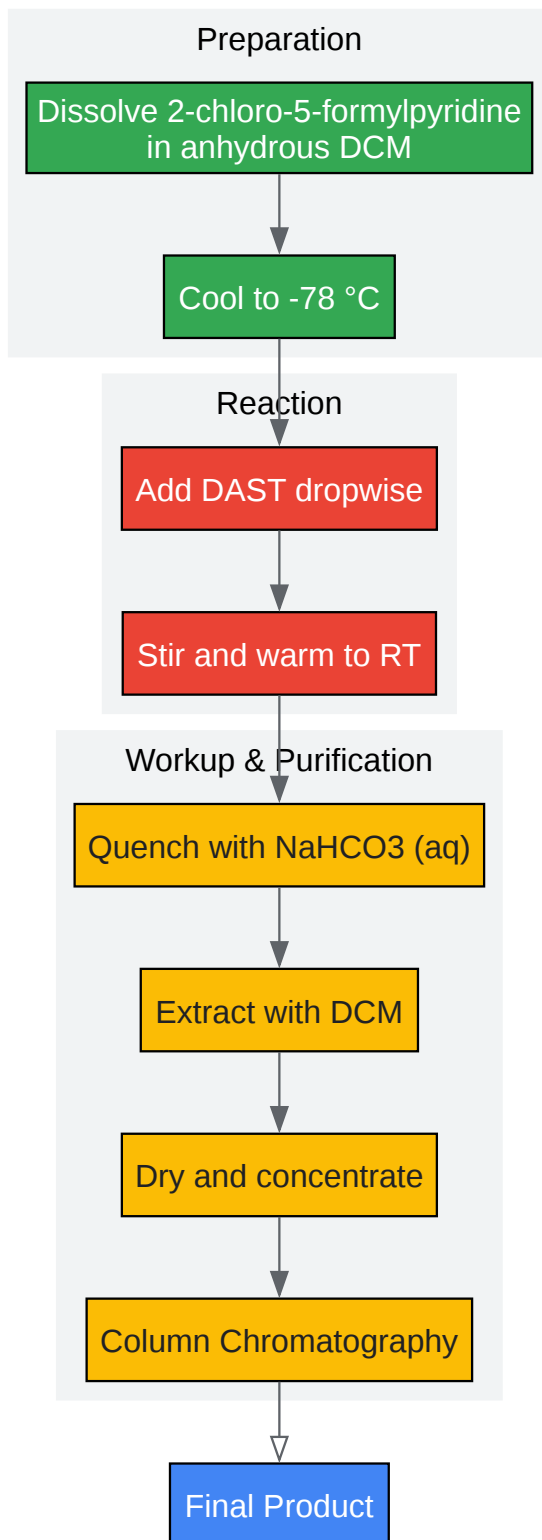 Preparation
Dissolve 2-chloro-5-formylpyridine
in anhydrous DCM
Cool to -78 °C
Reaction
Add DAST dropwise
Stir and warm to RT
Workup & Purification
Quench with NaHCO3 (aq)
Extract with DCM
Dry and concentrate
Column Chromatography
Final Product